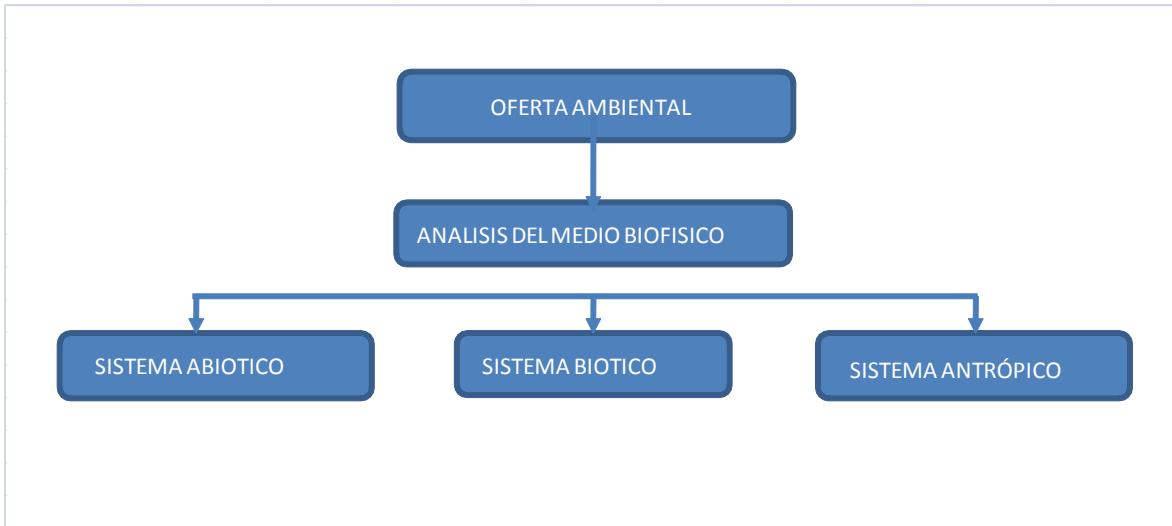 OFERTA AMBIENTAL
ANALISIS DEL MEDIO BIOFISICO
SISTEMA ABIOTICO
SISTEMA BIOTICO
SISTEMA ANTRÓPICO